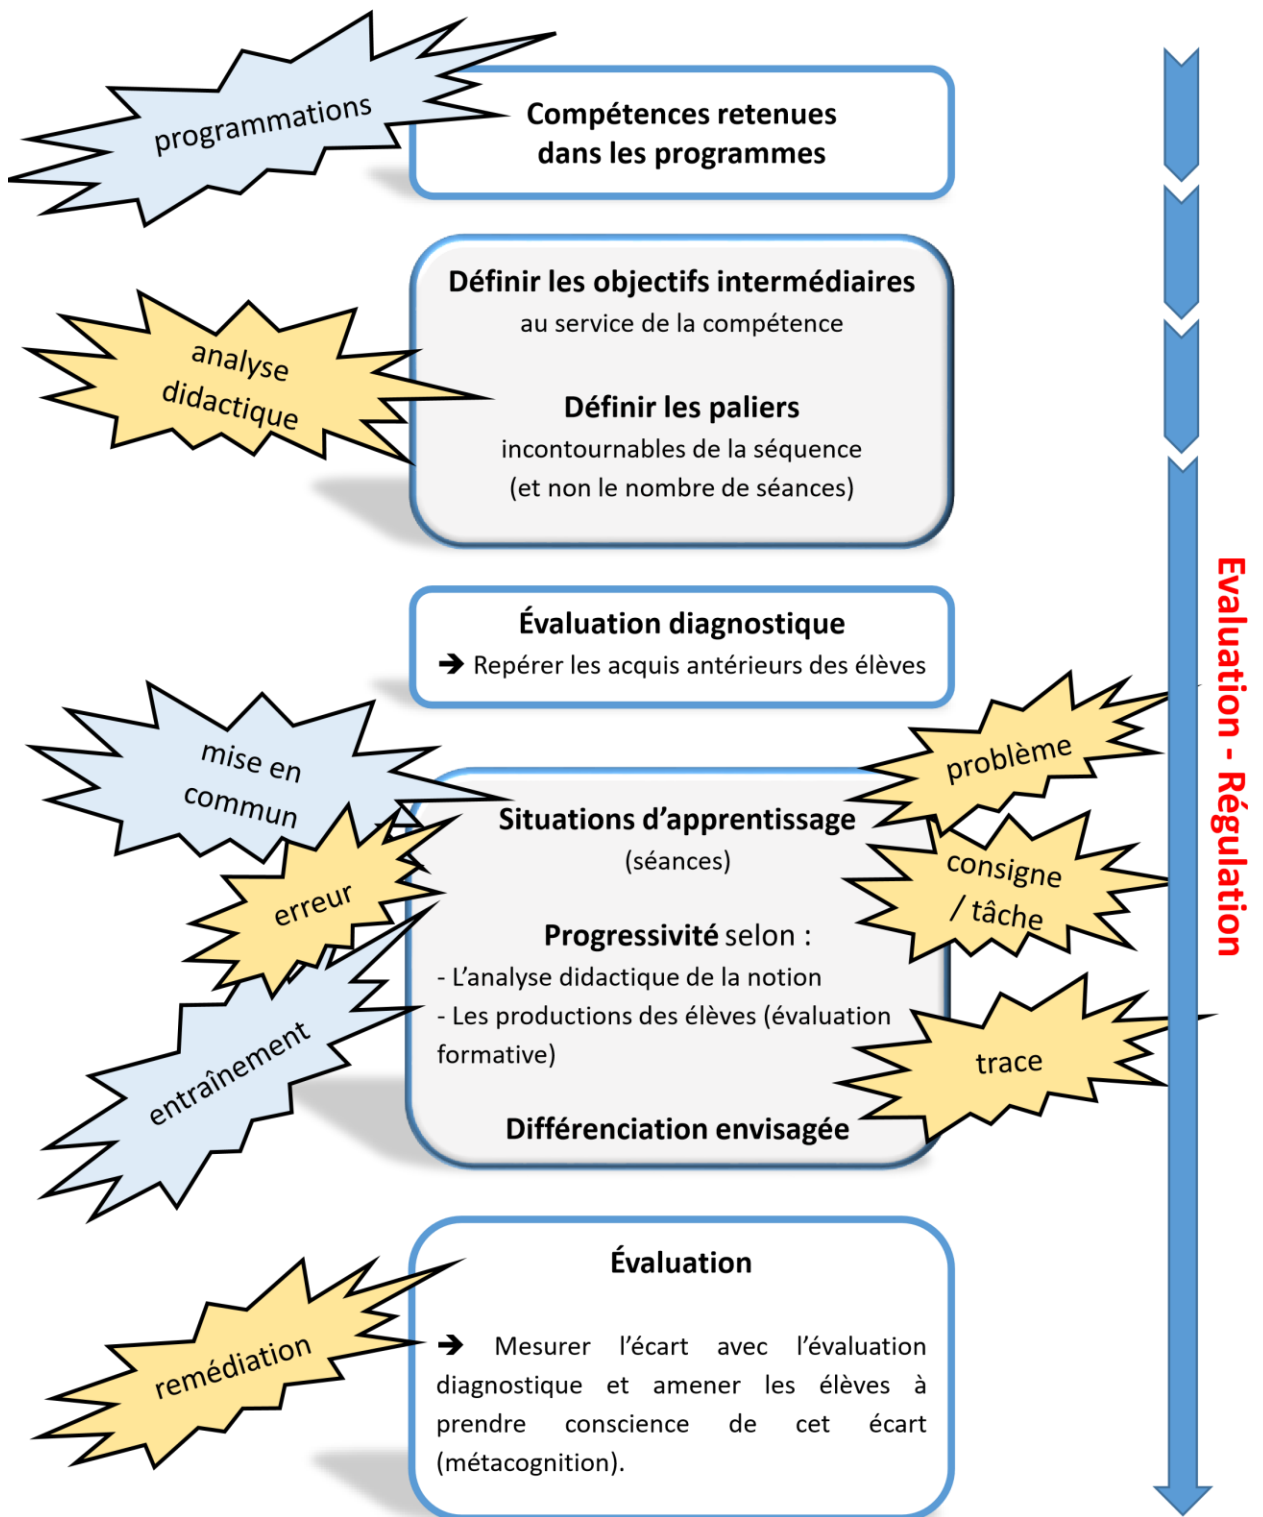 programmations
Compétences retenues
dans les programmes
Définir les objectifs intermédiaires
au service de la compétence
analyse
didactique
Définir les paliers
incontournables de la séquence
(et non le nombre de séances)
Évaluation diagnostique
➔ Repérer les acquis antérieurs des élèves
Evaluation - Régulation
mise en
commun
problème
Situations d’apprentissage
(séances)
consigne
/ tâche
erreur
Progressivité selon :
- L’analyse didactique de la notion
- Les productions des élèves (évaluation
formative)
entraînement
trace
Différenciation envisagée
Évaluation
➔ Mesurer l’écart avec l’évaluation
diagnostique et amener les élèves à
prendre conscience de cet écart
(métacognition).
remédiation